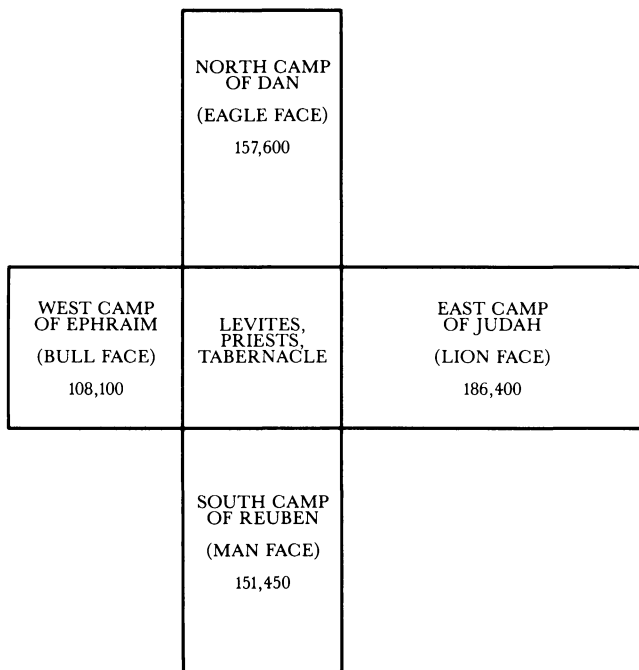 NORTH CAMP
OF DAN
(EAGLE FACE)
157,600
WEST CAMP
OF EPHRAIM
(BULL FACE)
108,100
LEVITES,
PRIESTS,
TABERNACLE
EAST CAMP
OF JUDAH
(LION FACE)
186,400
SOUTH CAMP
OF REUBEN
(MAN FACE)
151,450